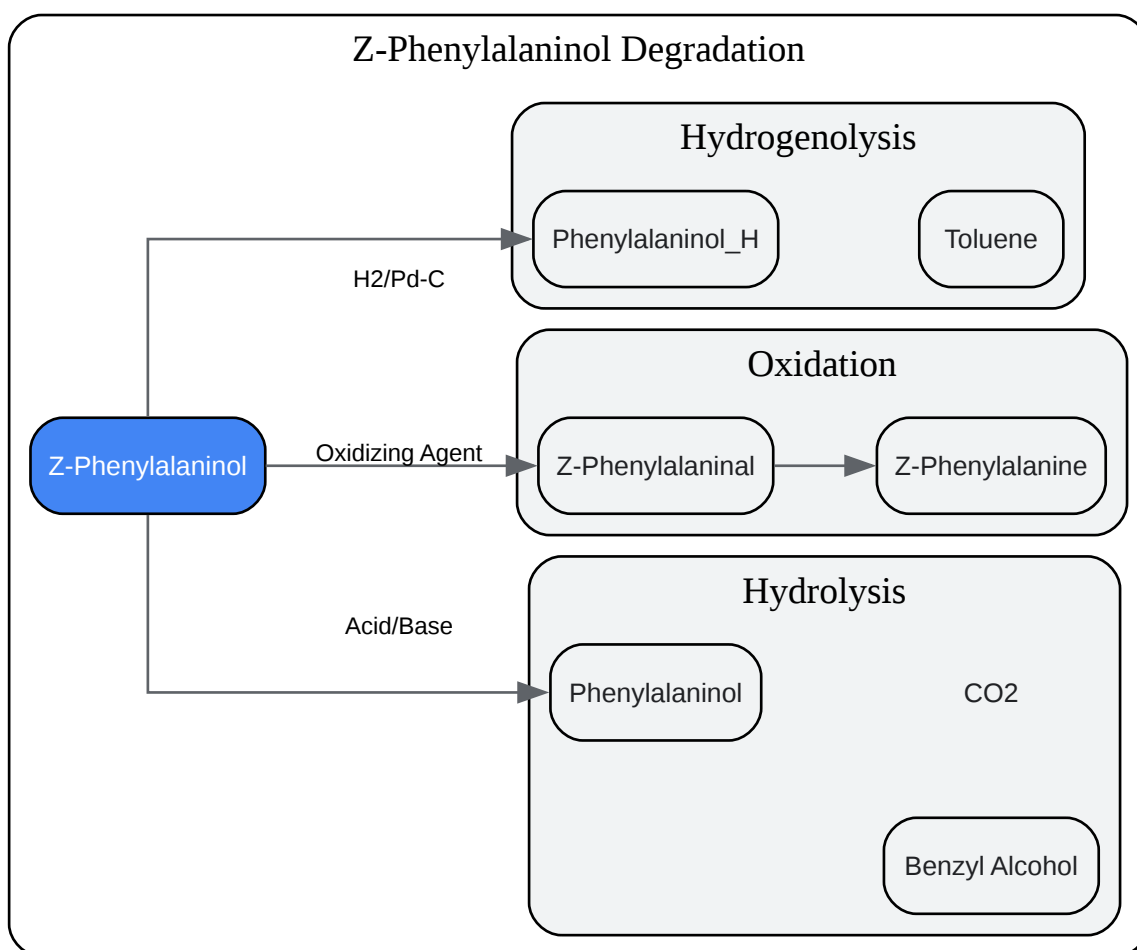 Z-Phenylalaninol Degradation
Hydrogenolysis
Phenylalaninol_H
Toluene
H2/Pd-C
Oxidation
Z-Phenylalaninol
Oxidizing Agent
Z-Phenylalaninal
Z-Phenylalanine
Hydrolysis
Acid/Base
Phenylalaninol
CO2
Benzyl Alcohol